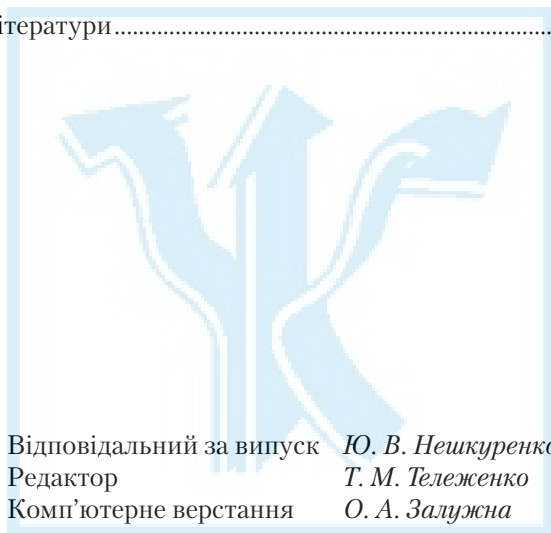 ітератури.......................................................................
Відповідальний за випуск Ю. В. Нешкуренко
Редактор Т. М. Тележенко
Комп’ютерне верстання О. А. Залужна